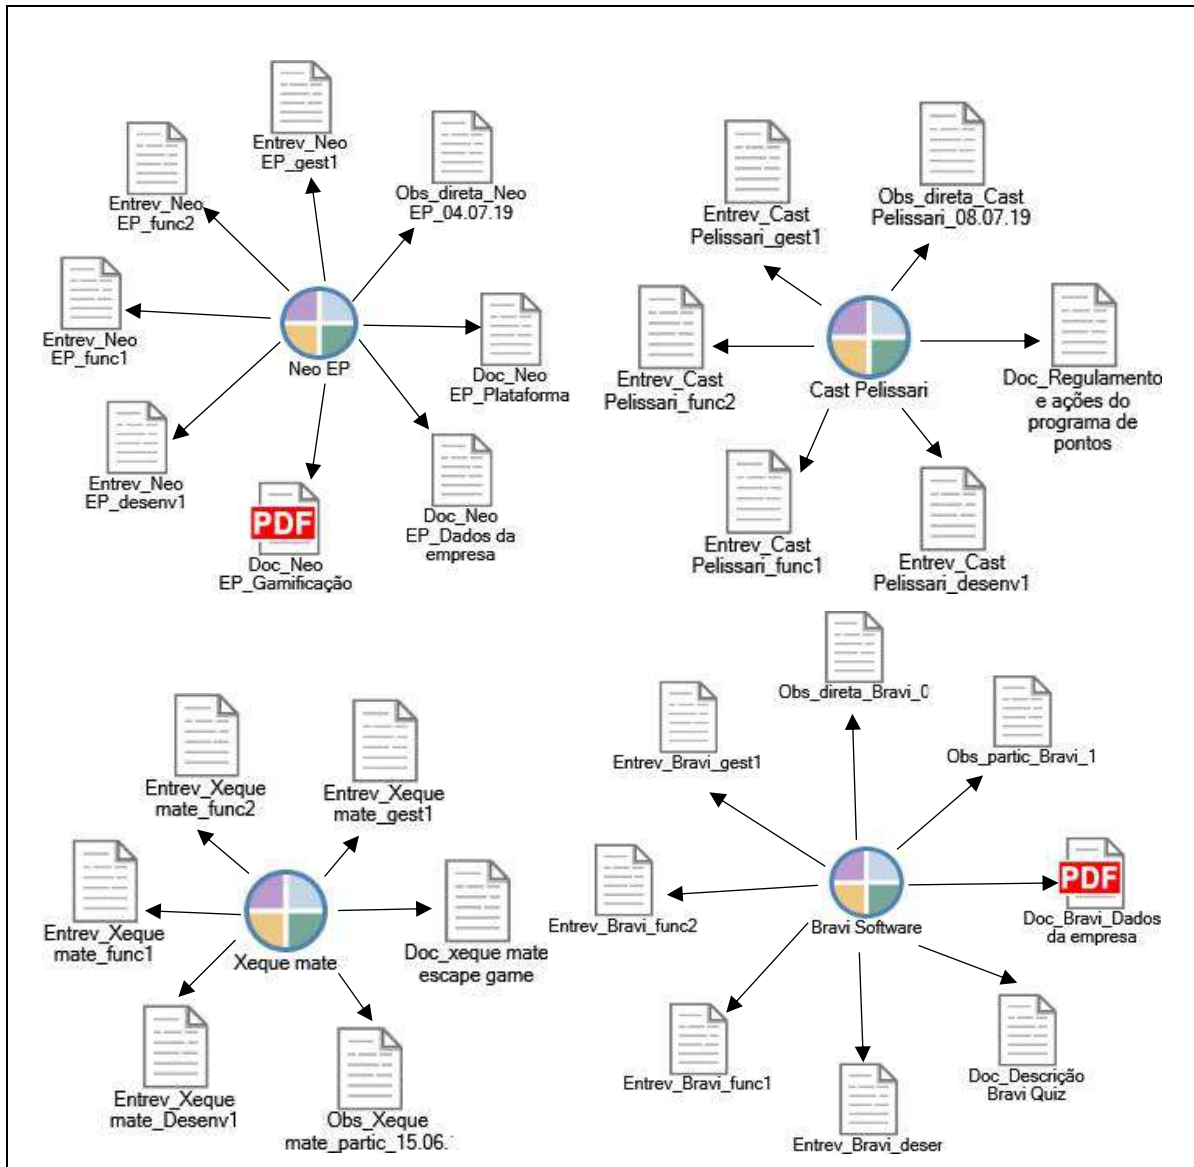 Entrev_Neo
EP_gest1
Entrev_Neo
EP_func2
Obs_direta_Neo
EP_04.07.19
Entrev_Neo
EP_func1
Neo EP
Doc_Neo
EP_Plataforma
Entrev_Neo
EP_desenv1
PDF
Doc_Neo
EP_Gamificação
Doc_Neo
EP_Dados da
empresa
Entrev_Cast
Pelissari_gest1
Obs_direta_Cast
Pelissari_08.07.19
Entrev_Cast
Pelissari_func2
Cast Pelissari
Doc_Regulamento
e ações do
programa de
pontos
Entrev_Cast
Pelissari_func1
Entrev_Cast
Pelissari_desenv1
Entrev_Xeque
mate_func2
Entrev_Xeque
mate_gest1
Entrev_Xeque
mate_func1
Xeque mate
Doc_xeque mate
escape game
Entrev_Xeque
mate_Desenv1
Obs_Xeque
mate_partic_15.06.
Obs_direta_Bravi_0
Entrev_Bravi_gest1
Obs_partic_Bravi_1
Entrev_Bravi_func2
Bravi Software
PDF
Doc_Bravi_Dados
da empresa
Entrev_Bravi_func1
Doc_Descrição
Bravi Quiz
Entrev_Bravi_deser